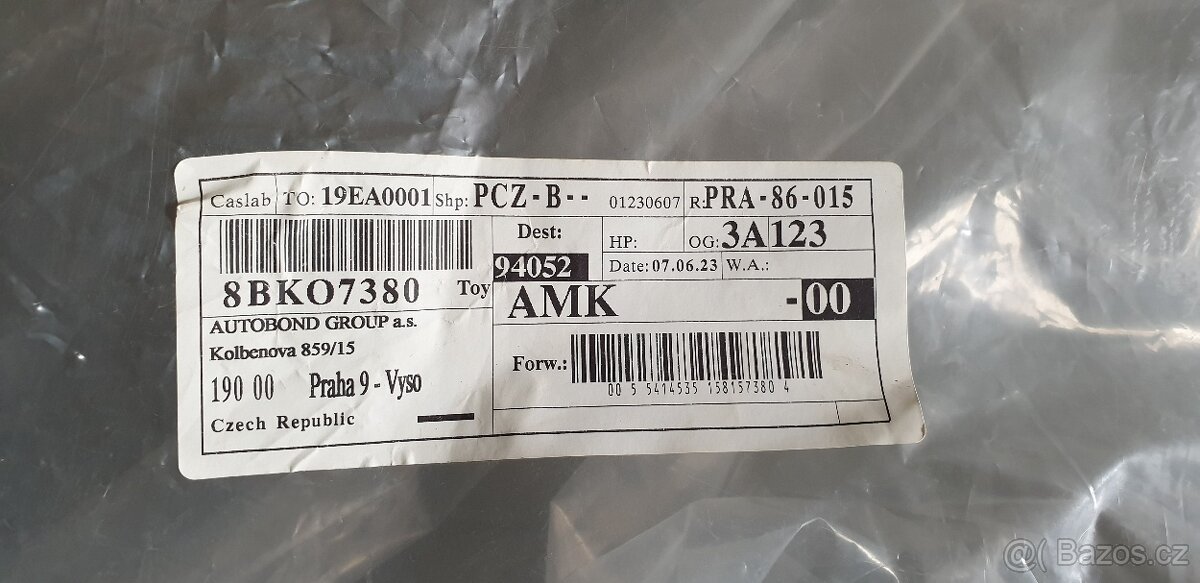 Caslab TO: 19EA0001 Shp: PCZ-B-- 01230607 R:PRA-86-015
Dest: HP: OG: 3A123
94052 Date: 07.06.23 W.A.:
8BKO7380 Toy AMK -00
AUTOBOND GROUP a.s.
Kolbenova 859/15
Forw.:
00 5 5414535 158157380 4
190 00 Praha 9 - Vyso
Czech Republic
@( Bazos.cz